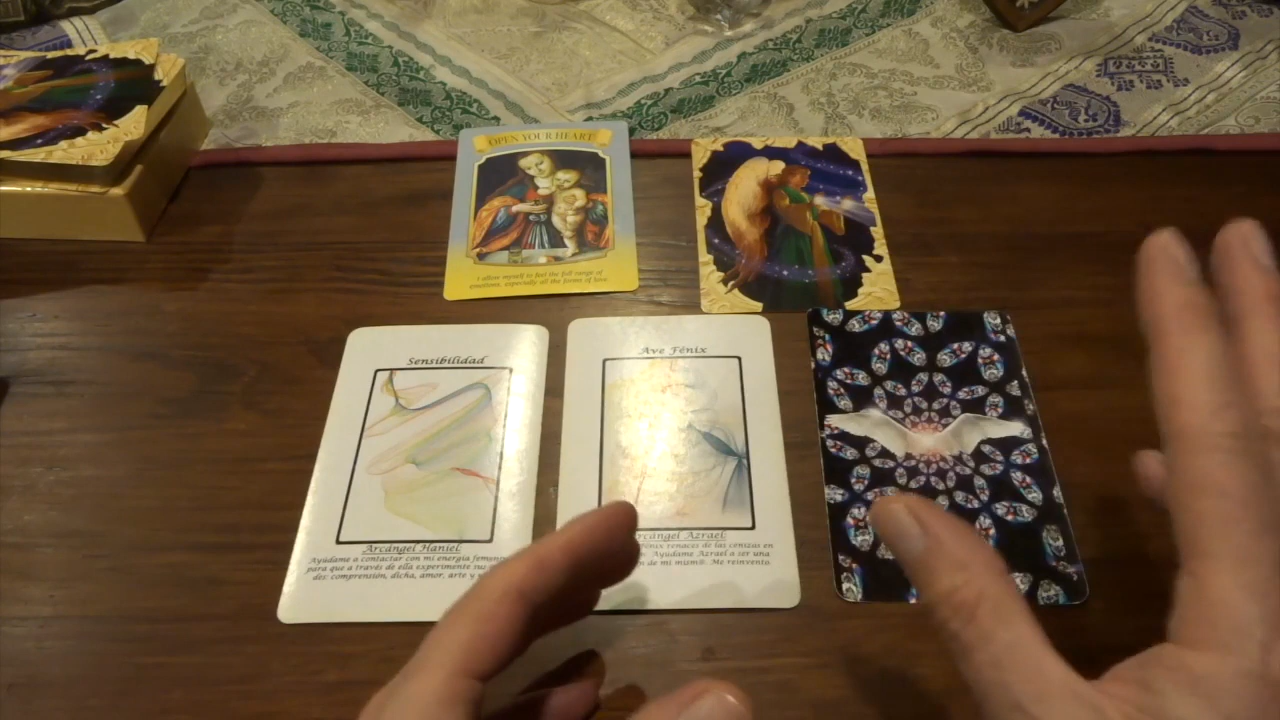 OPEN YOUR HEART
I allow myself to feel the full range of
emotions, especially all the forms of love.
Sensibilidad
Arcángel Haniel:
Ayúdame a contactar con mi energía
para que a través de ella experimente sus
des: comprensión, dicha, amor, arte y
Ave Fénix
Arcángel Azrael:
Fénix renaces de las cenizas en
Ayúdame Azrael a ser una
de mi mism@. Me reinvento.